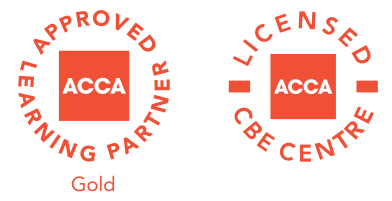 APPROVED
ACCA
LEARNING PARTNER
Gold
LICENSED
ACCA
CBE CENTRE